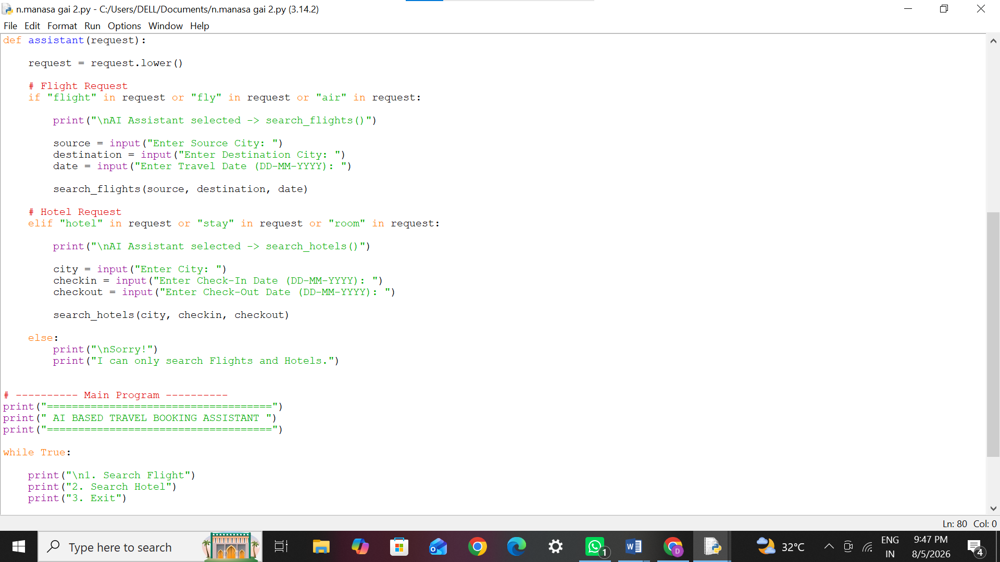 n.manasa gai 2.py - C:/Users/DELL/Documents/n.manasa gai 2.py (3.14.2)
File Edit Format Run Options Window Help
def assistant(request):
    request = request.lower()
    # Flight Request
    if "flight" in request or "fly" in request or "air" in request:
        print("\nAI Assistant selected -> search_flights()")
        source = input("Enter Source City: ")
        destination = input("Enter Destination City: ")
        date = input("Enter Travel Date (DD-MM-YYYY): ")
        search_flights(source, destination, date)
    # Hotel Request
    elif "hotel" in request or "stay" in request or "room" in request:
        print("\nAI Assistant selected -> search_hotels()")
        city = input("Enter City: ")
        checkin = input("Enter Check-In Date (DD-MM-YYYY): ")
        checkout = input("Enter Check-Out Date (DD-MM-YYYY): ")
        search_hotels(city, checkin, checkout)
    else:
        print("\nSorry!")
        print("I can only search Flights and Hotels.")
# ---------- Main Program ----------
print("====================================")
print(" AI BASED TRAVEL BOOKING ASSISTANT ")
print("====================================")
while True:
    print("\n1. Search Flight")
    print("2. Search Hotel")
    print("3. Exit")
Ln: 80 Col: 0
Type here to search
1
D
32°C
ENG
IN
9:47 PM
8/5/2026
4